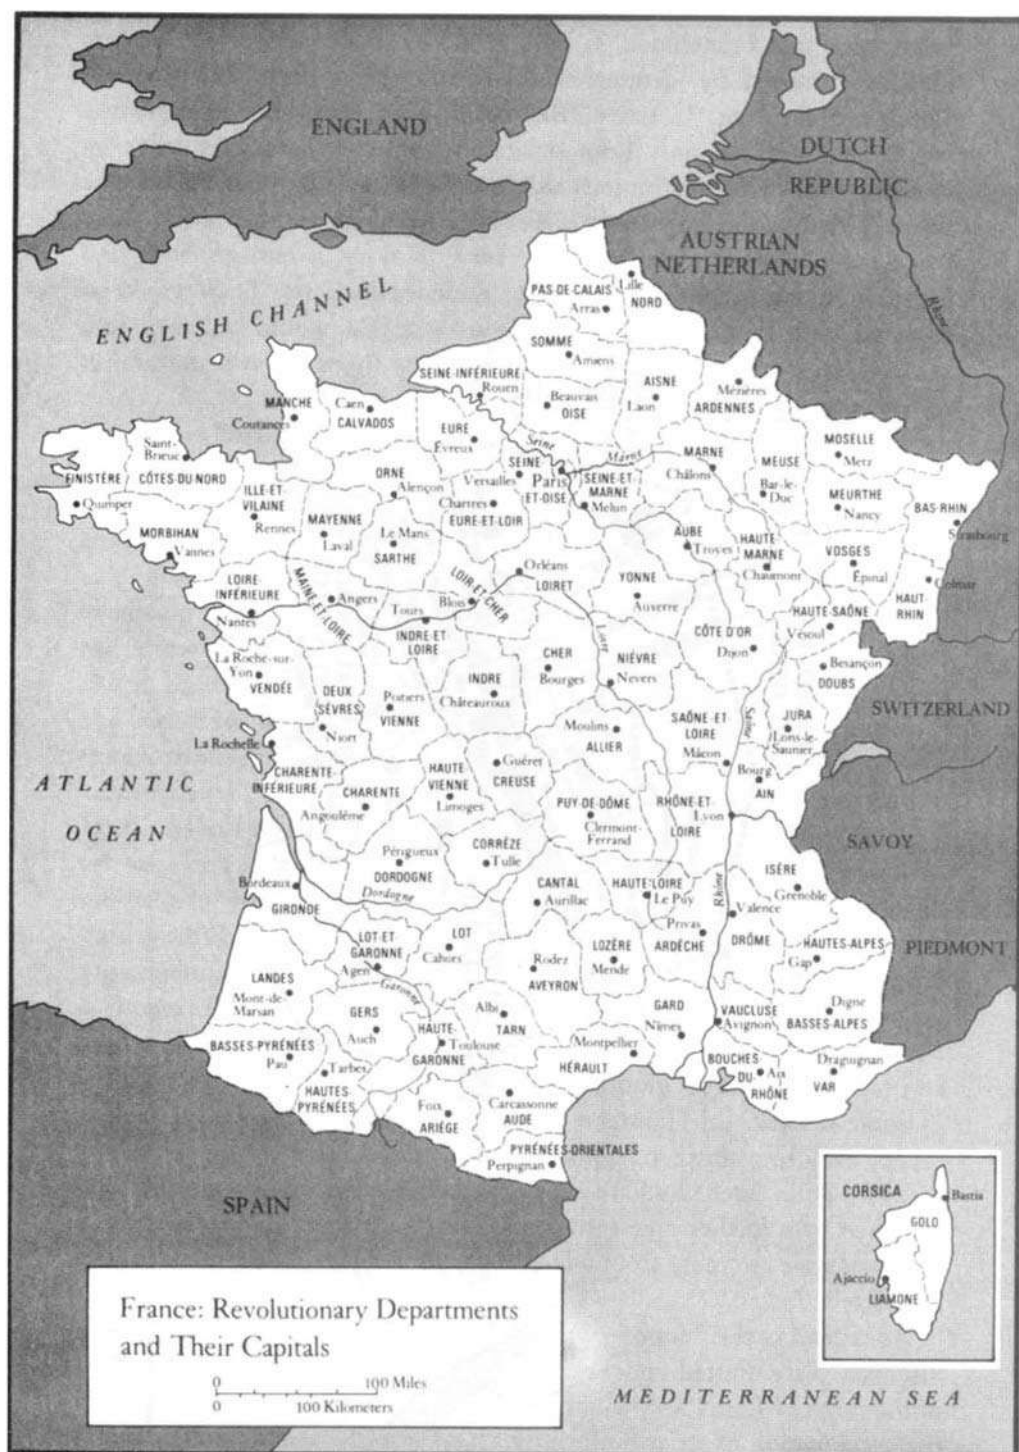 ENGLAND
DUTCH
REPUBLIC
AUSTRIAN
NETHERLANDS
Rhine
ENGLISH CHANNEL
PAS-DE-CALAIS
Lille
NORD
Arras
SOMME
Amiens
SEINE-INFÉRIEURE
Rouen
AISNE
Laon
Mézières
ARDENNES
Beauvais
OISE
MANCHE
Coutances
Caen
CALVADOS
EURE
Évreux
Seine
Marne
MARNE
Châlons
MEUSE
Bar-le-
Duc
MOSELLE
Metz
Saint-
Brieuc
CÔTES-DU-NORD
FINISTÈRE
Quimper
ILLE-ET
VILAINE
Rennes
ORNE
Alençon
Versailles
SEINE
ET-OISE
Paris
SEINE-ET
MARNE
Melun
Chartres
EURE-ET-LOIR
MEURTHE
Nancy
BAS-RHIN
Strasbourg
MORBIHAN
Vannes
MAYENNE
Laval
Le Mans
SARTHE
AUBE
Troyes
HAUTE-
MARNE
Chaumont
VOSGES
Épinal
Colmar
HAUT-
RHIN
LOIRE-
INFÉRIEURE
Nantes
MAINE-ET-LOIRE
Angers
LOIR-ET-CHER
Blois
Orléans
LOIRET
YONNE
Auxerre
Tours
INDRE-ET
LOIRE
HAUTE-SAÔNE
Vésoul
CÔTE D'OR
Dijon
Besançon
DOUBS
La Roche-sur-
Yon
VENDÉE
DEUX
SÈVRES
Niort
Poitiers
VIENNE
INDRE
Châteauroux
CHER
Bourges
Loire
NIÈVRE
Nevers
SWITZERLAND
La Rochelle
Moulins
ALLIER
SAÔNE-ET
LOIRE
Mâcon
Saône
JURA
Lons-le-
Saunier
Bourg
AIN
ATLANTIC
OCEAN
CHARENTE-
INFÉRIEURE
CHARENTE
Angoulême
HAUTE
VIENNE
Limoges
Guéret
CREUSE
PUY-DE-DÔME
Clermont-
Ferrand
RHÔNE-ET-
LOIRE
Lyon
SAVOY
Périgueux
DORDOGNE
CORRÈZE
Tulle
Dordogne
Bordeaux
GIRONDE
CANTAL
Aurillac
HAUTE-LOIRE
Le Puy
Rhône
ISÈRE
Grenoble
Privas
ARDÈCHE
Valence
DRÔME
HAUTES-ALPES
Gap
PIEDMONT
LOT-ET
GARONNE
Agen
LOT
Cahors
Rodez
AVEYRON
LOZÈRE
Mende
LANDES
Mont-de-
Marsan
Garonne
GERS
Auch
HAUTE-
GARONNE
Toulouse
Albi
TARN
GARD
Nîmes
VAUCLUSE
Avignon
Digne
BASSES-ALPES
BASSES-PYRÉNÉES
Pau
Tarbes
HAUTES
PYRÉNÉES
Montpellier
HÉRAULT
BOUCHES-
DU-
RHÔNE
Aix
Draguignan
VAR
Foix
ARIÉGE
Carcassonne
AUDE
PYRÉNÉES-ORIENTALES
Perpignan
SPAIN
CORSICA
Bastia
GOLO
Ajaccio
LIAMONE
France: Revolutionary Departments
and Their Capitals
0 100 Miles
0 100 Kilometers
MEDITERRANEAN SEA